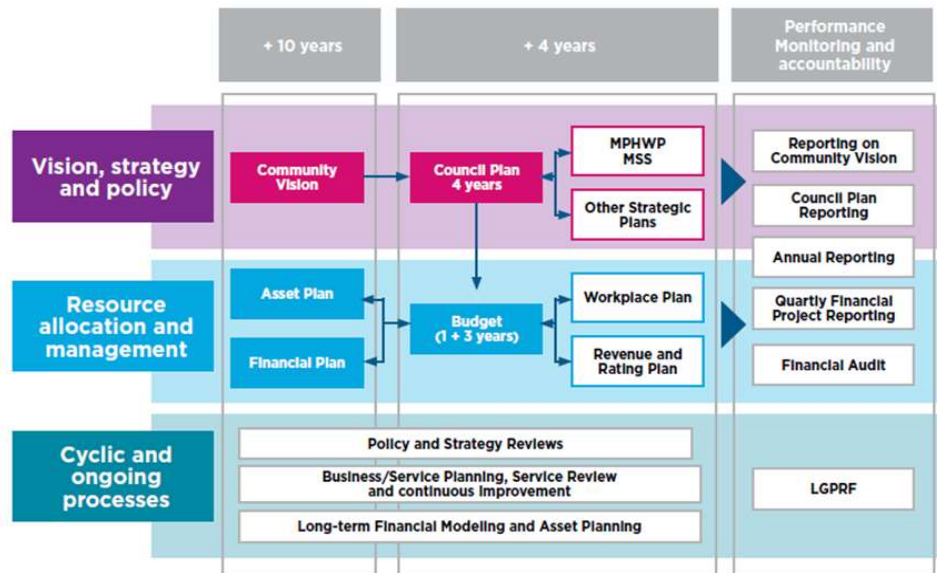 + 10 years
+ 4 years
Performance
Monitoring and
accountability
Vision, strategy
and policy
Community
Vision
Council Plan
4 years
MPHWP
MSS
Other Strategic
Plans
Reporting on
Community Vision
Council Plan
Reporting
Annual Reporting
Resource
allocation and
management
Asset Plan
Financial Plan
Budget
(1 + 3 years)
Workplace Plan
Revenue and
Rating Plan
Quartly Financial
Project Reporting
Financial Audit
Cyclic and
ongoing
processes
Policy and Strategy Reviews
Business/Service Planning, Service Review
and continuous Improvement
Long-term Financial Modeling and Asset Planning
LGPRF